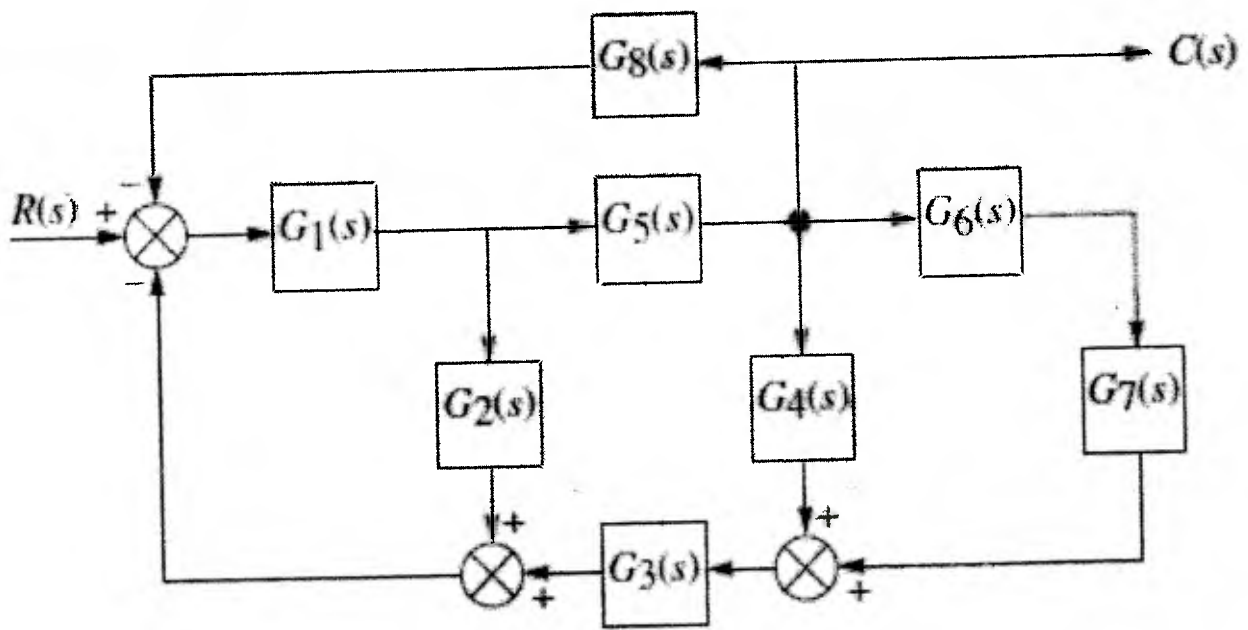 G8(s)
C(s)
−
R(s) +
G1(s)
G5(s)
G6(s)
−
G2(s)
G4(s)
G7(s)
+
+
G3(s)
+
+